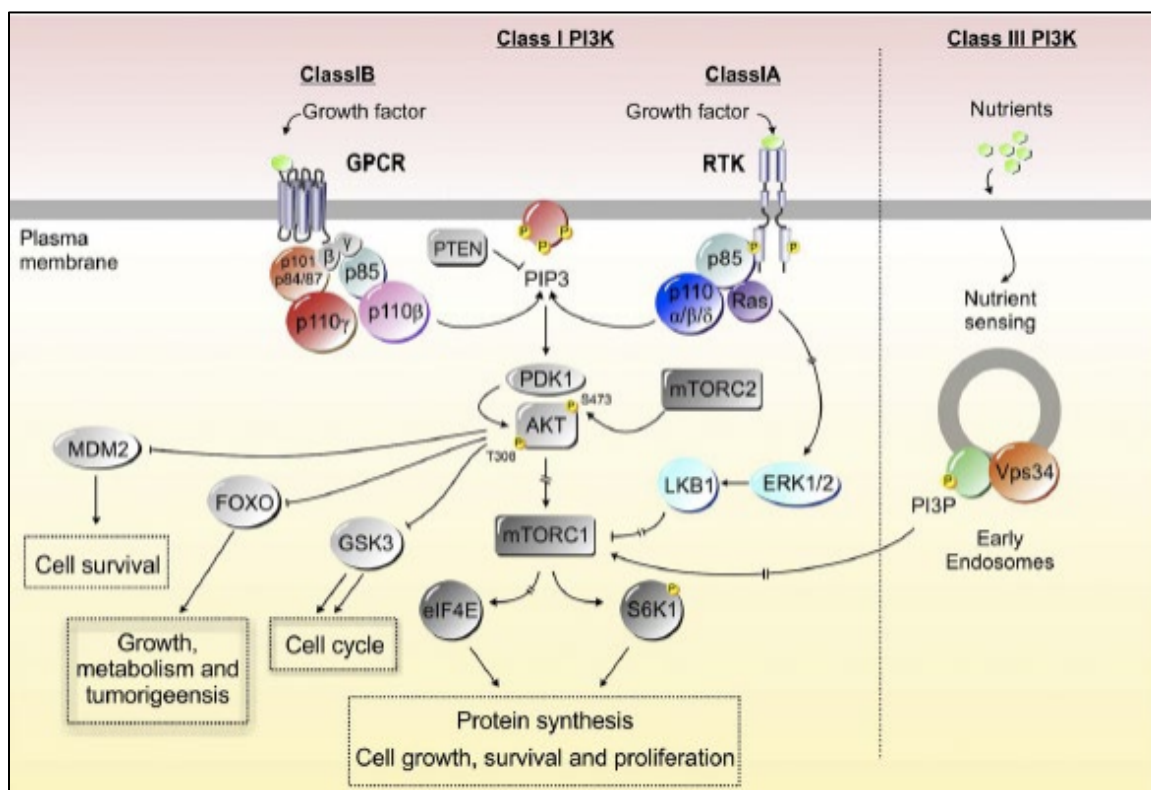 Class I PI3K
Class III PI3K
ClassIB
ClassIA
Growth factor
Growth factor
Nutrients
GPCR
RTK
Plasma
membrane
PTEN
P
P
P
PIP3
p101
p84/87
β
γ
p85
p110γ
p110β
p85
P
P
p110
α/β/δ
Ras
Nutrient
sensing
PDK1
mTORC2
P
S473
AKT
P
T308
MDM2
FOXO
GSK3
LKB1
ERK1/2
mTORC1
P
Vps34
PI3P
Early
Endosomes
Cell survival
eIF4E
S6K1
P
Growth,
metabolism and
tumorigeensis
Cell cycle
Protein synthesis
Cell growth, survival and proliferation